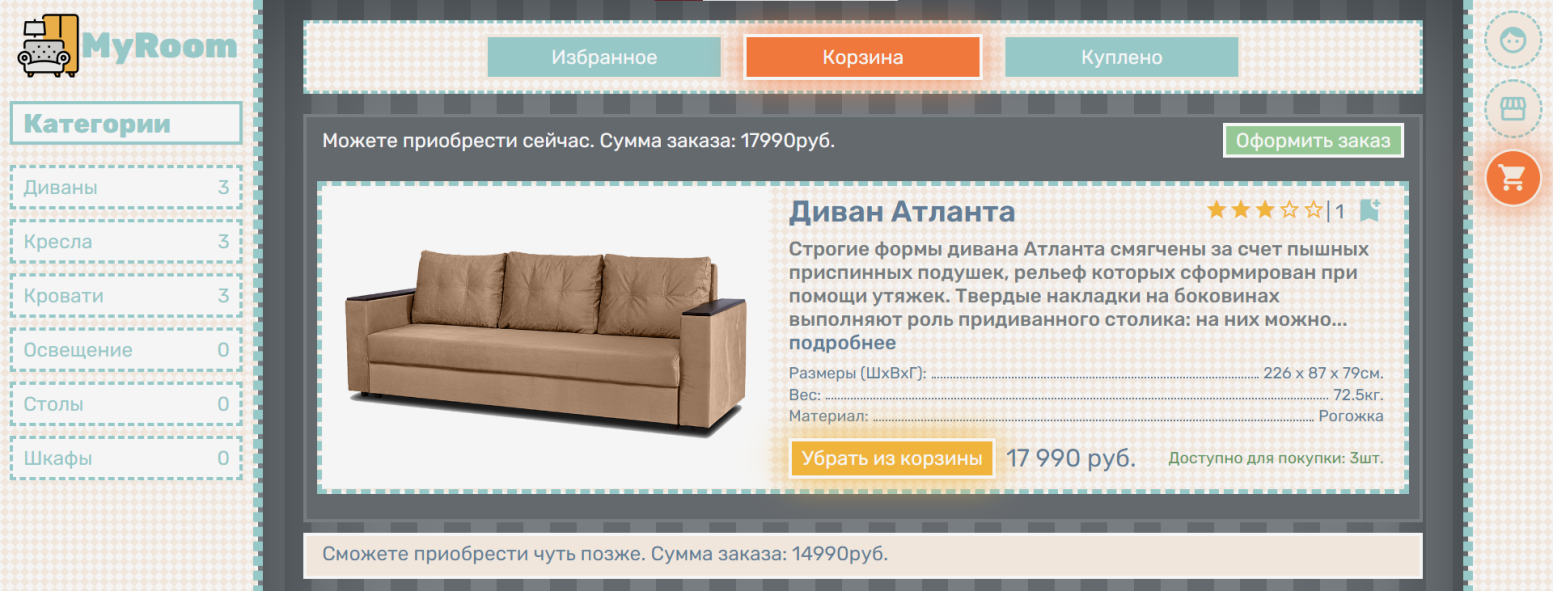 MyRoom
Категории
Диваны 3
Кресла 3
Кровати 3
Освещение 0
Столы 0
Шкафы 0
Избранное
Корзина
Куплено
Можете приобрести сейчас. Сумма заказа: 17990руб.
Оформить заказ
Диван Атланта
| 1
Строгие формы дивана Атланта смягчены за счет пышных
приспинных подушек, рельеф которых сформирован при
помощи утяжек. Твердые накладки на боковинах
выполняют роль придиванного столика: на них можно...
подробнее
Размеры (ШxВxГ): 226 x 87 x 79см.
Вес: 72.5кг.
Материал: Рогожка
Убрать из корзины
17 990 руб.
Доступно для покупки: 3шт.
Сможете приобрести чуть позже. Сумма заказа: 14990руб.